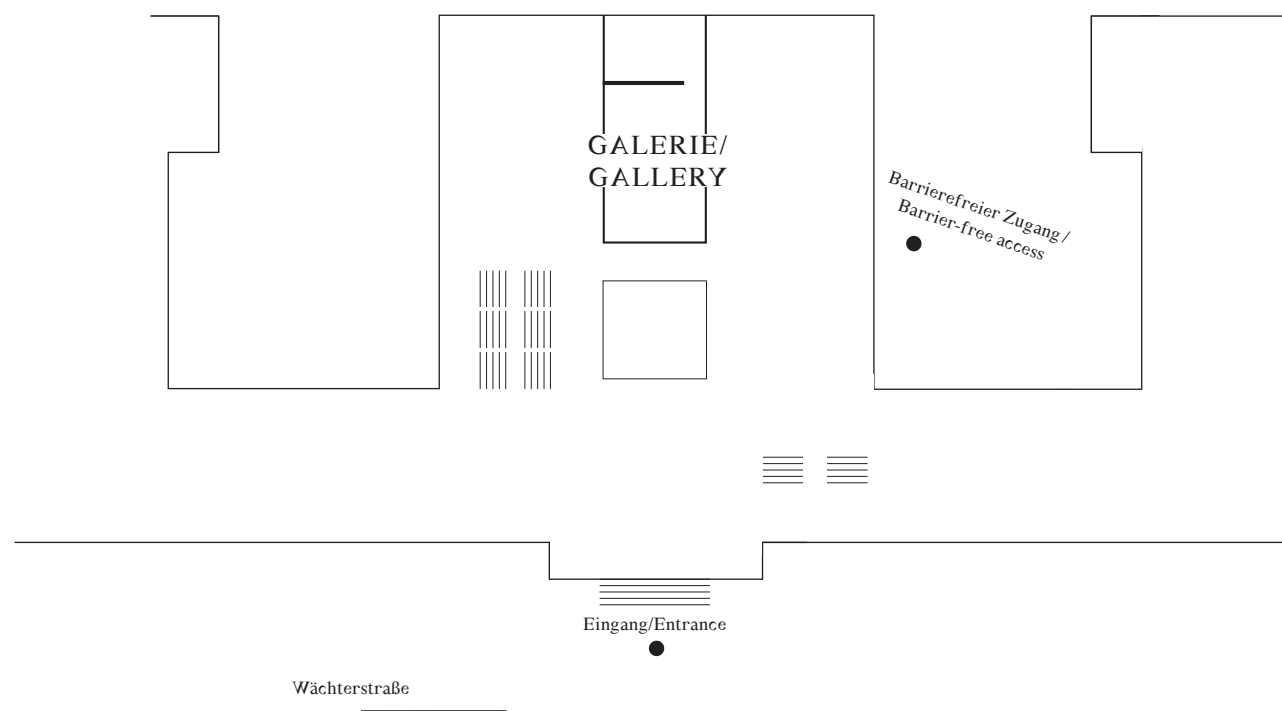 GALERIE/
GALLERY
Barrierefreier Zugang/
Barrier-free access
Eingang/Entrance
Wächterstraße